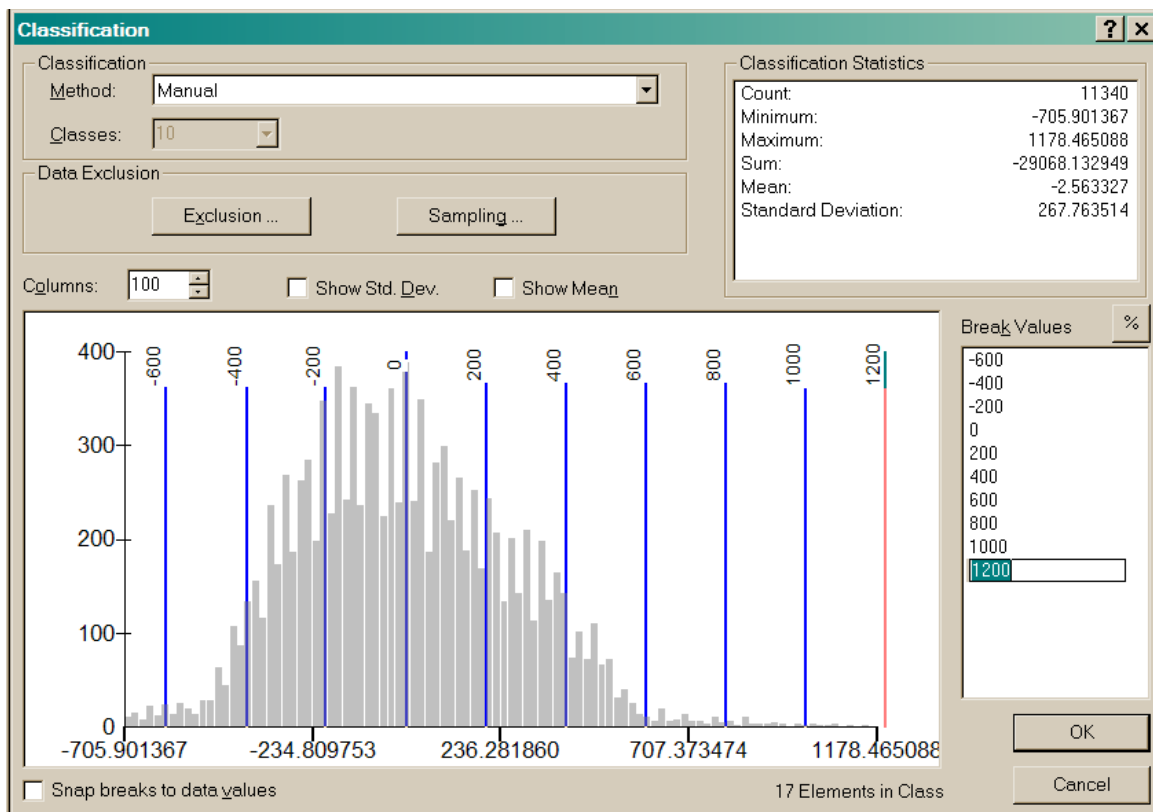 Classification
Classification
Method: Manual
Classes: 10
Data Exclusion
Exclusion ...
Sampling ...
Classification Statistics
Count: 11340
Minimum: -705.901367
Maximum: 1178.465088
Sum: -29068.132949
Mean: -2.563327
Standard Deviation: 267.763514
Columns: 100 Show Std. Dev. Show Mean
Break Values %
-600
-400
-200
0
200
400
600
800
1000
1200
400
300
200
100
0
-600 -400 -200 0 200 400 600 800 1000 1200
-705.901367 -234.809753 236.281860 707.373474 1178.465088
OK
Cancel
Snap breaks to data values
17 Elements in Class